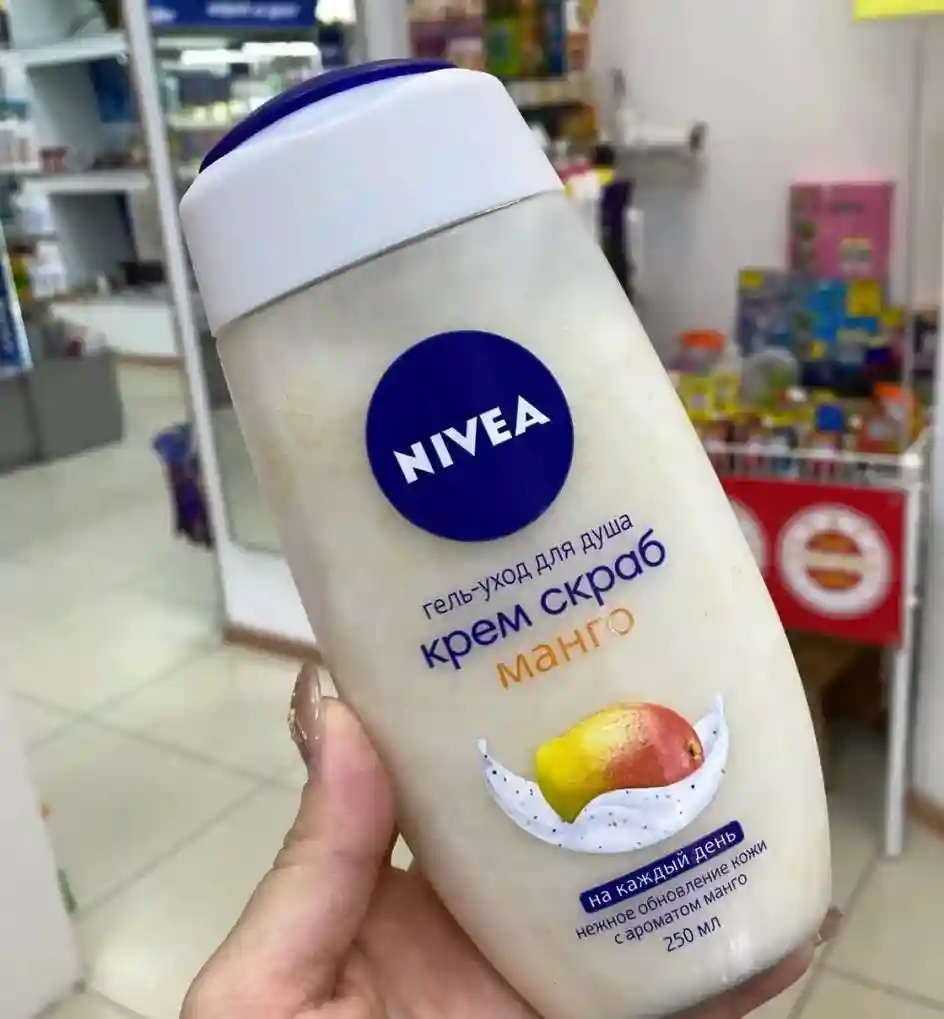 NIVEA
гель-уход для душа
крем скраб
манго
на каждый день
нежное обновление кожи
с ароматом манго
250 мл